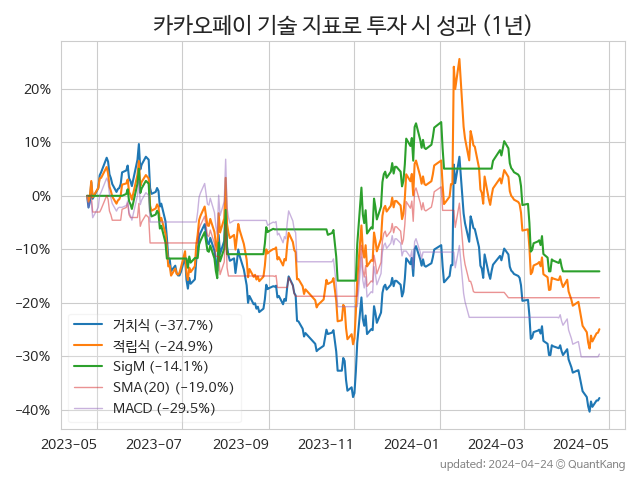 카카오페이 기술 지표로 투자 시 성과 (1년)
20%
10%
0%
−10%
−20%
−30%
−40%
거치식 (−37.7%)
적립식 (−24.9%)
SigM (−14.1%)
SMA(20) (−19.0%)
MACD (−29.5%)
2023-05 2023-07 2023-09 2023-11 2024-01 2024-03 2024-05
updated: 2024-04-24 © QuantKang